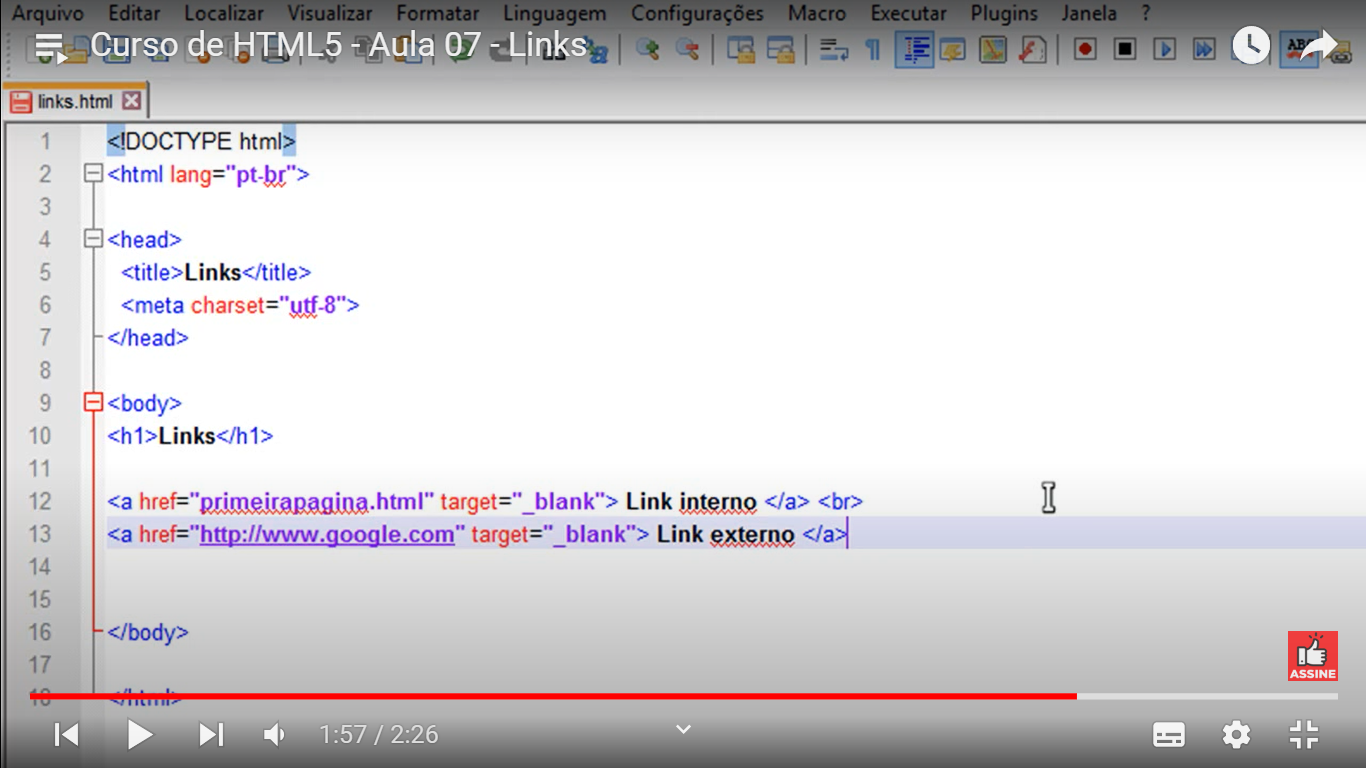 Arquivo Editar Localizar Visualizar Formatar Linguagem Configurações Macro Executar Plugins Janela ?
Curso de HTML5 - Aula 07 - Links
links.html
1 <!DOCTYPE html>
2 <html lang="pt-br">
3
4 <head>
5 <title>Links</title>
6 <meta charset="utf-8">
7 </head>
8
9 <body>
10 <h1>Links</h1>
11
12 <a href="primeirapagina.html" target="_blank"> Link interno </a> <br>
13 <a href="http://www.google.com" target="_blank"> Link externo </a>
14
15
16 </body>
17
18 </html>
ASSINE
1:57 / 2:26